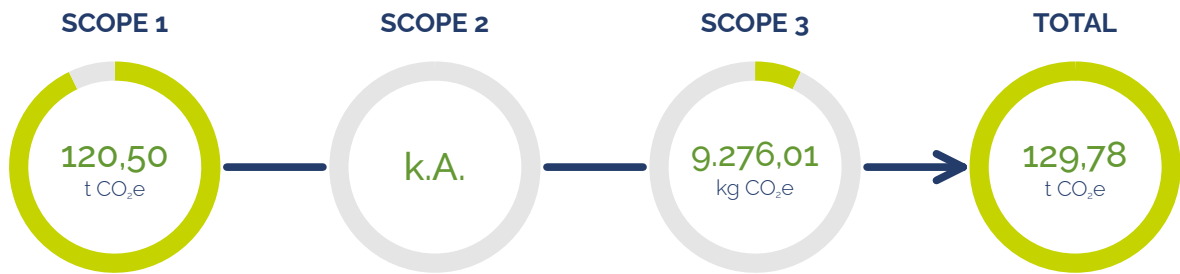 SCOPE 1
120,50
t CO₂e
SCOPE 2
k.A.
SCOPE 3
9.276,01
kg CO₂e
TOTAL
129,78
t CO₂e